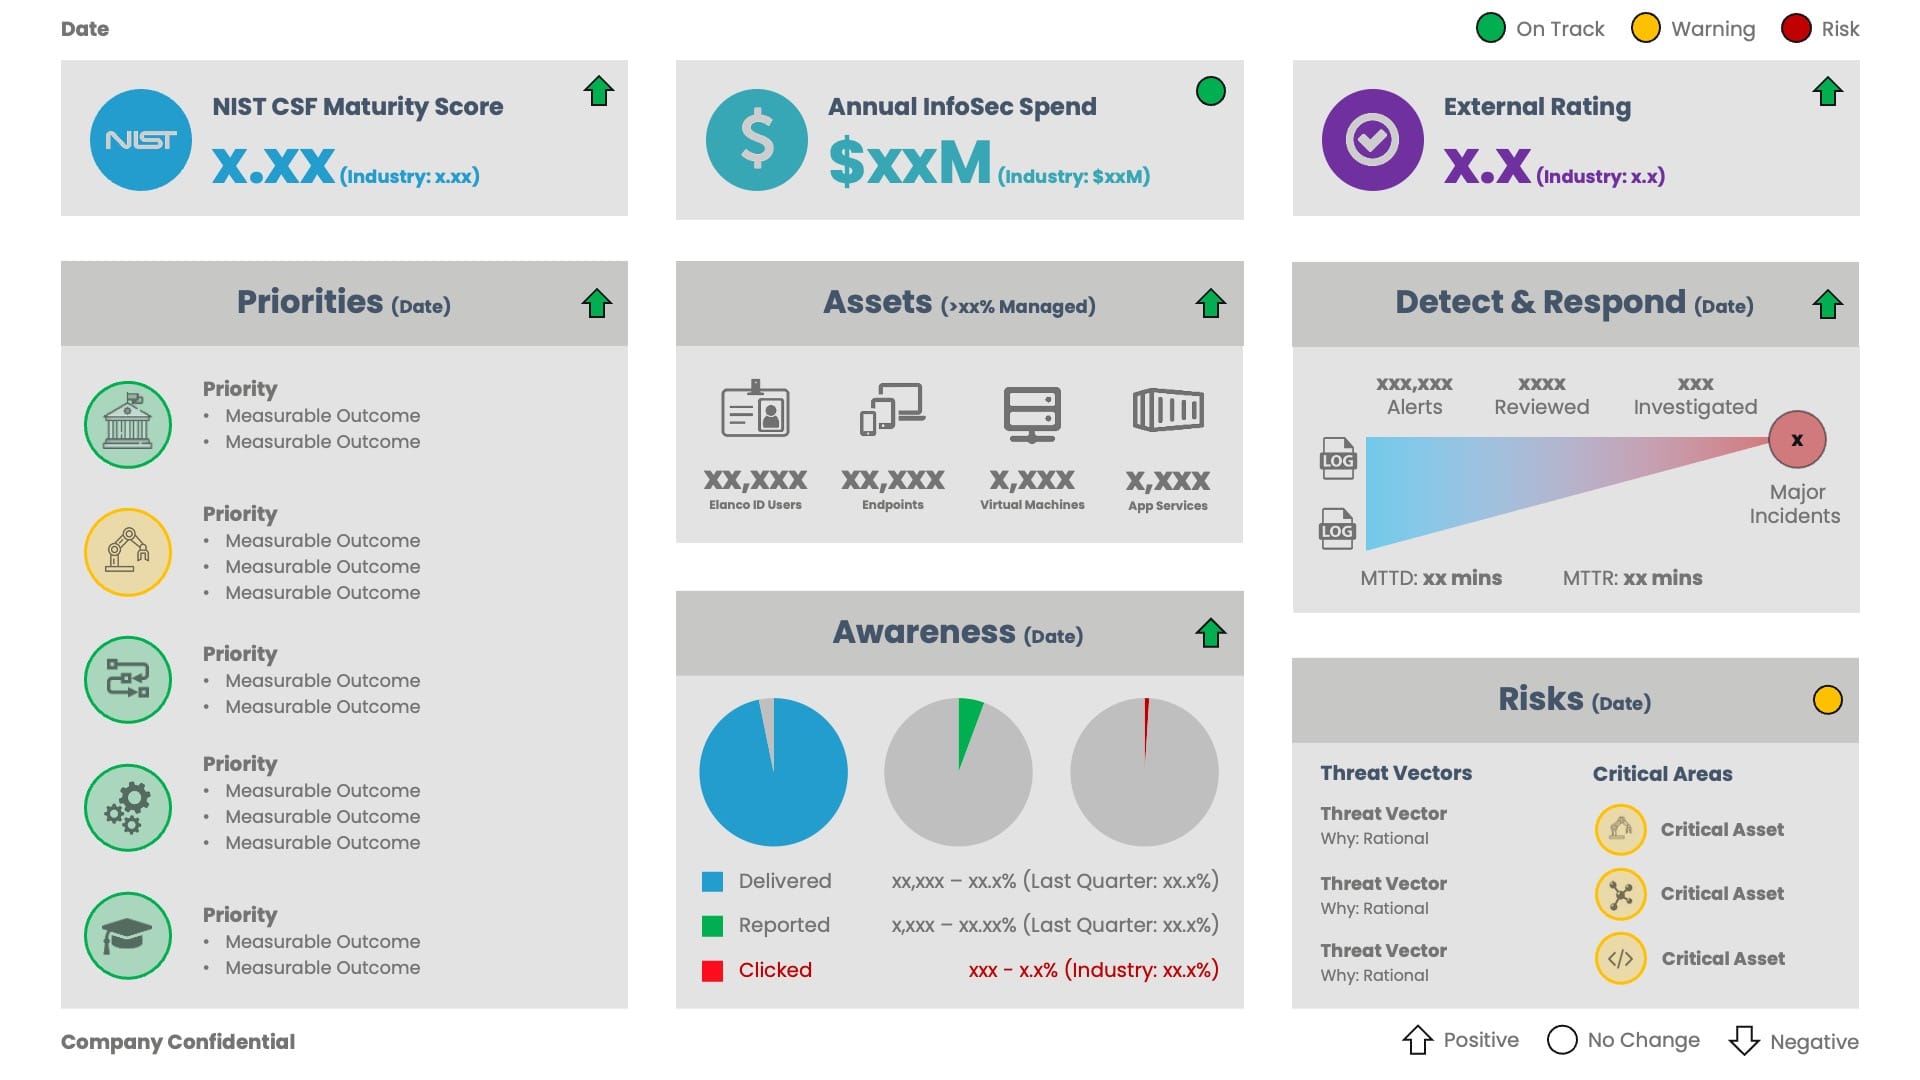 Date
On Track
Warning
Risk
NIST
NIST CSF Maturity Score
x.xx (Industry: x.xx)
$
Annual InfoSec Spend
$xxM (Industry: $xxM)
External Rating
x.x (Industry: x.x)
Priorities (Date)
Priority
• Measurable Outcome
• Measurable Outcome
Priority
• Measurable Outcome
• Measurable Outcome
• Measurable Outcome
Priority
• Measurable Outcome
• Measurable Outcome
Priority
• Measurable Outcome
• Measurable Outcome
• Measurable Outcome
Priority
• Measurable Outcome
• Measurable Outcome
Assets (>xx% Managed)
xx,xxx
Elanco ID Users
xx,xxx
Endpoints
x,xxx
Virtual Machines
x,xxx
App Services
Awareness (Date)
Delivered xx,xxx – xx.x% (Last Quarter: xx.x%)
Reported x,xxx – xx.xx% (Last Quarter: xx.x%)
Clicked xxx - x.x% (Industry: xx.x%)
Detect & Respond (Date)
xxx,xxx
Alerts
xxxx
Reviewed
xxx
Investigated
LOG
LOG
x
Major
Incidents
MTTD: xx mins
MTTR: xx mins
Risks (Date)
Threat Vectors
Threat Vector
Why: Rational
Threat Vector
Why: Rational
Threat Vector
Why: Rational
Critical Areas
Critical Asset
Critical Asset
</>
Critical Asset
Company Confidential
Positive
No Change
Negative